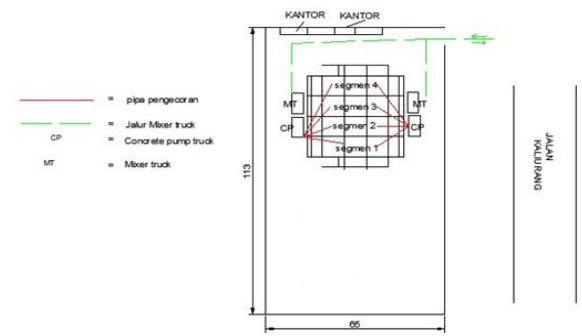 KANTOR KANTOR
segmen 4
MT segmen 3 MT
CP segmen 2 CP
segmen 1
= pipa pengecoran
= Jalur Mixer truck
CP = Concrete pump truck
MT = Mixer truck
113
65
JALAN
KALIURANG